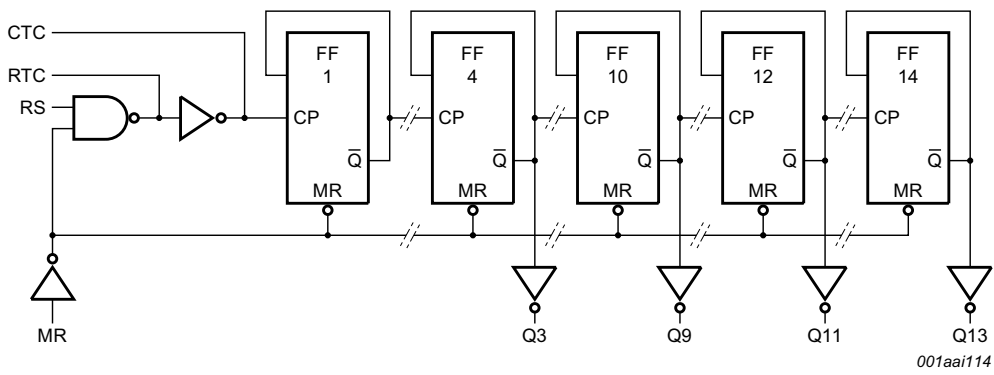 CTC
RTC
RS
FF FF FF FF FF
1 4 10 12 14
CP CP CP CP CP
Q̅ Q̅ Q̅ Q̅ Q̅
MR MR MR MR MR
MR Q3 Q9 Q11 Q13
001aai114